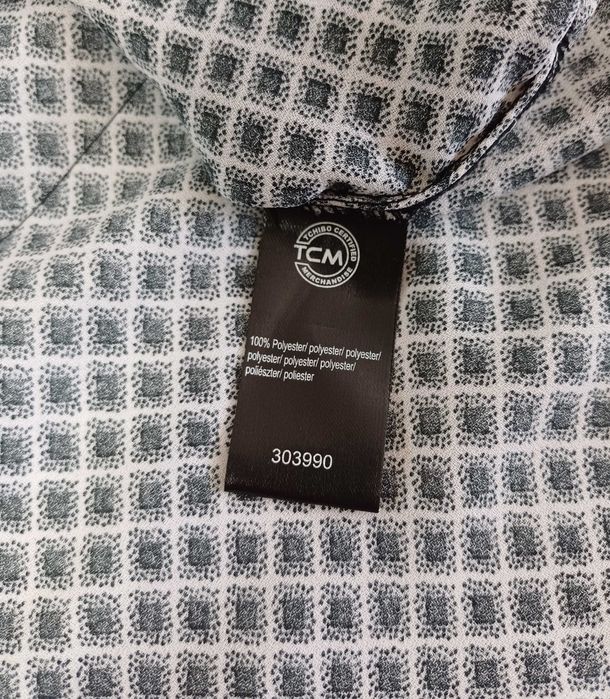 TCHIBO CERTIFIED
TCM
MERCHANDISE
100% Polyester/ polyester/ polyester/
polyester/ polyester/ polyester/
poliészter/ poliester
303990